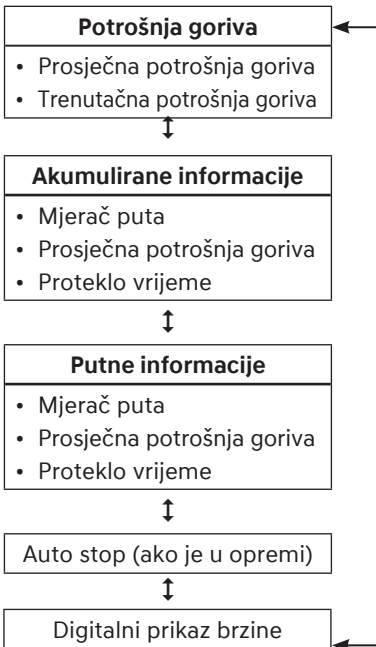 Potrošnja goriva
• Prosječna potrošnja goriva
• Trenutačna potrošnja goriva
Akumulirane informacije
• Mjerač puta
• Prosječna potrošnja goriva
• Proteklo vrijeme
Putne informacije
• Mjerač puta
• Prosječna potrošnja goriva
• Proteklo vrijeme
Auto stop (ako je u opremi)
Digitalni prikaz brzine